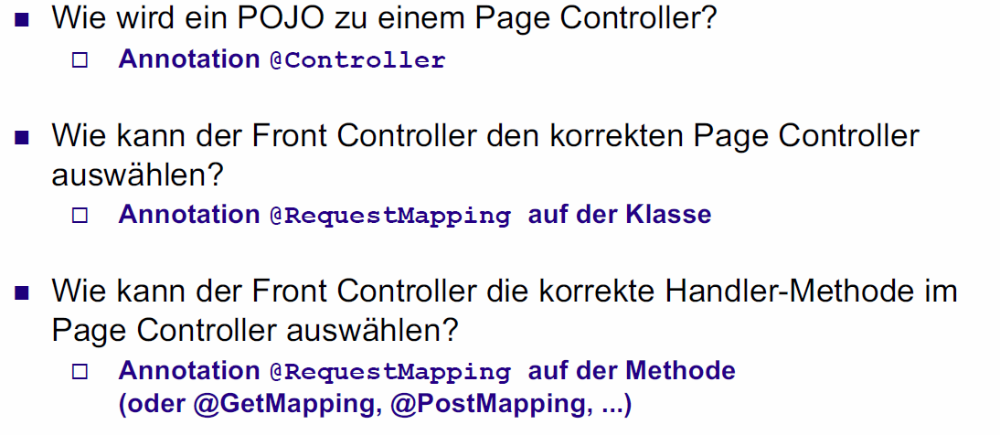 Wie wird ein POJO zu einem Page Controller?
Annotation @Controller
Wie kann der Front Controller den korrekten Page Controller
auswählen?
Annotation @RequestMapping auf der Klasse
Wie kann der Front Controller die korrekte Handler-Methode im
Page Controller auswählen?
Annotation @RequestMapping auf der Methode
(oder @GetMapping, @PostMapping, ...)